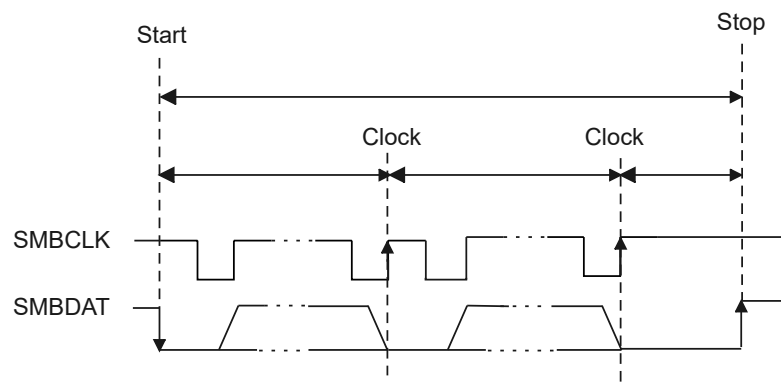 Start
Stop
Clock
Clock
SMBCLK
SMBDAT